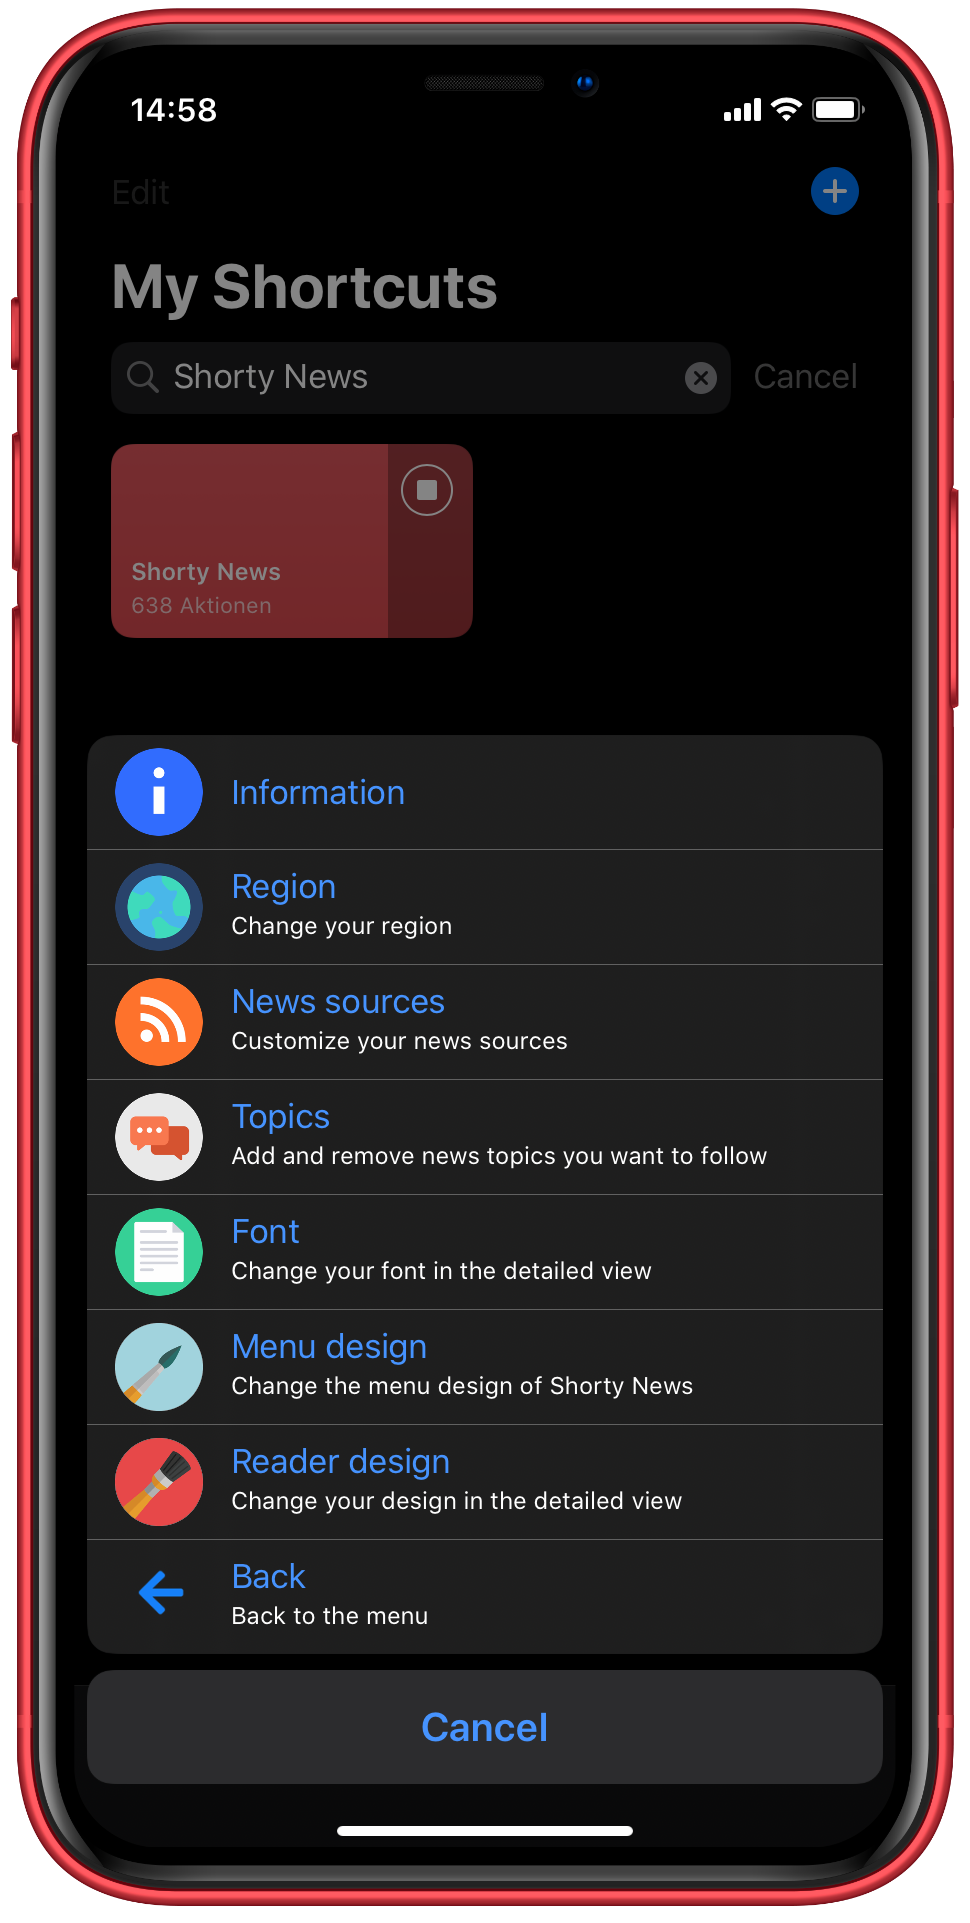 14:58
Edit
My Shortcuts
Shorty News
Cancel
Shorty News
638 Aktionen
Information
Region
Change your region
News sources
Customize your news sources
Topics
Add and remove news topics you want to follow
Font
Change your font in the detailed view
Menu design
Change the menu design of Shorty News
Reader design
Change your design in the detailed view
Back
Back to the menu
Cancel